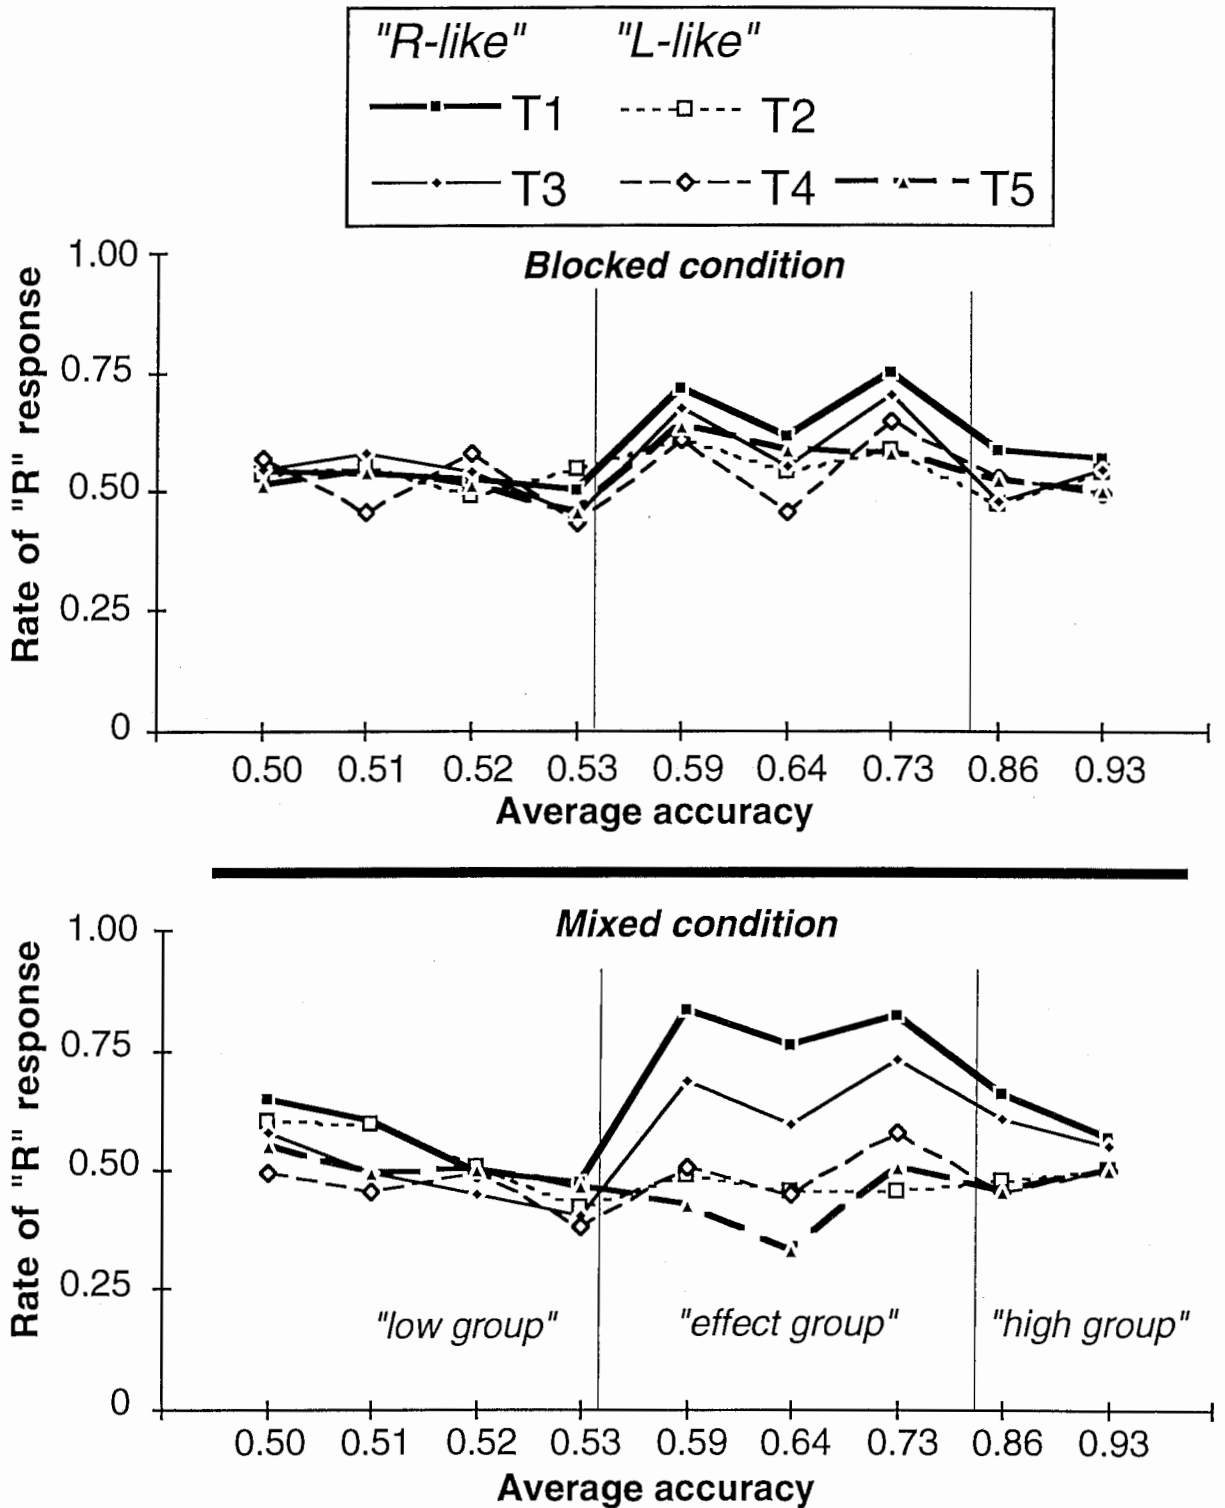 "R-like" "L-like"
T1 T2
T3 T4 T5
Blocked condition
Rate of "R" response
1.00
0.75
0.50
0.25
0
0.50 0.51 0.52 0.53 0.59 0.64 0.73 0.86 0.93
Average accuracy
Mixed condition
Rate of "R" response
1.00
0.75
0.50
0.25
0
"low group" "effect group" "high group"
0.50 0.51 0.52 0.53 0.59 0.64 0.73 0.86 0.93
Average accuracy